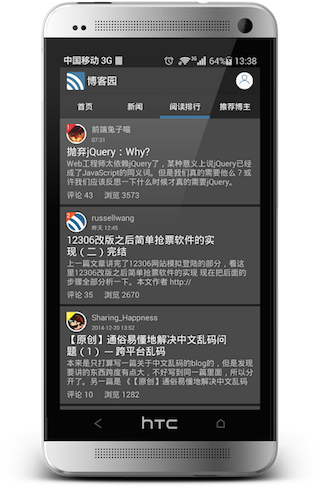 中国移动 3G 3G 64% 13:38
博客园
首页 新闻 阅读排行 推荐博主
前端兔子喵
07:31
抛弃jQuery：Why?
Web工程师太依赖jQuery了，某种意义上说jQuery已经
成了JavaScript的同义词。但是我们真的需要他么？或
许我们应该反思一下什么时候才真的需要jQuery。
评论 43 浏览 3573
russellwang
昨天 12:45
12306改版之后简单抢票软件的实
现（二）完结
上一篇文章讲完了12306网站模拟登陆的部分，看这
里12306改版之后简单抢票软件的实现 现在把后面的
步骤全部分析一下。本文作者 http://
评论 35 浏览 2670
Sharing_Happness
2014-12-20 13:52
【原创】通俗易懂地解决中文乱码问
题（1）--- 跨平台乱码
本来是只打算写一篇关于中文乱码的blog的，但是发现
要讲的东西跨度有点大，不好写到同一篇里面，所以分
开了。另一篇是《【原创】通俗易懂地解决中文乱码
评论 10 浏览 1282
hTC